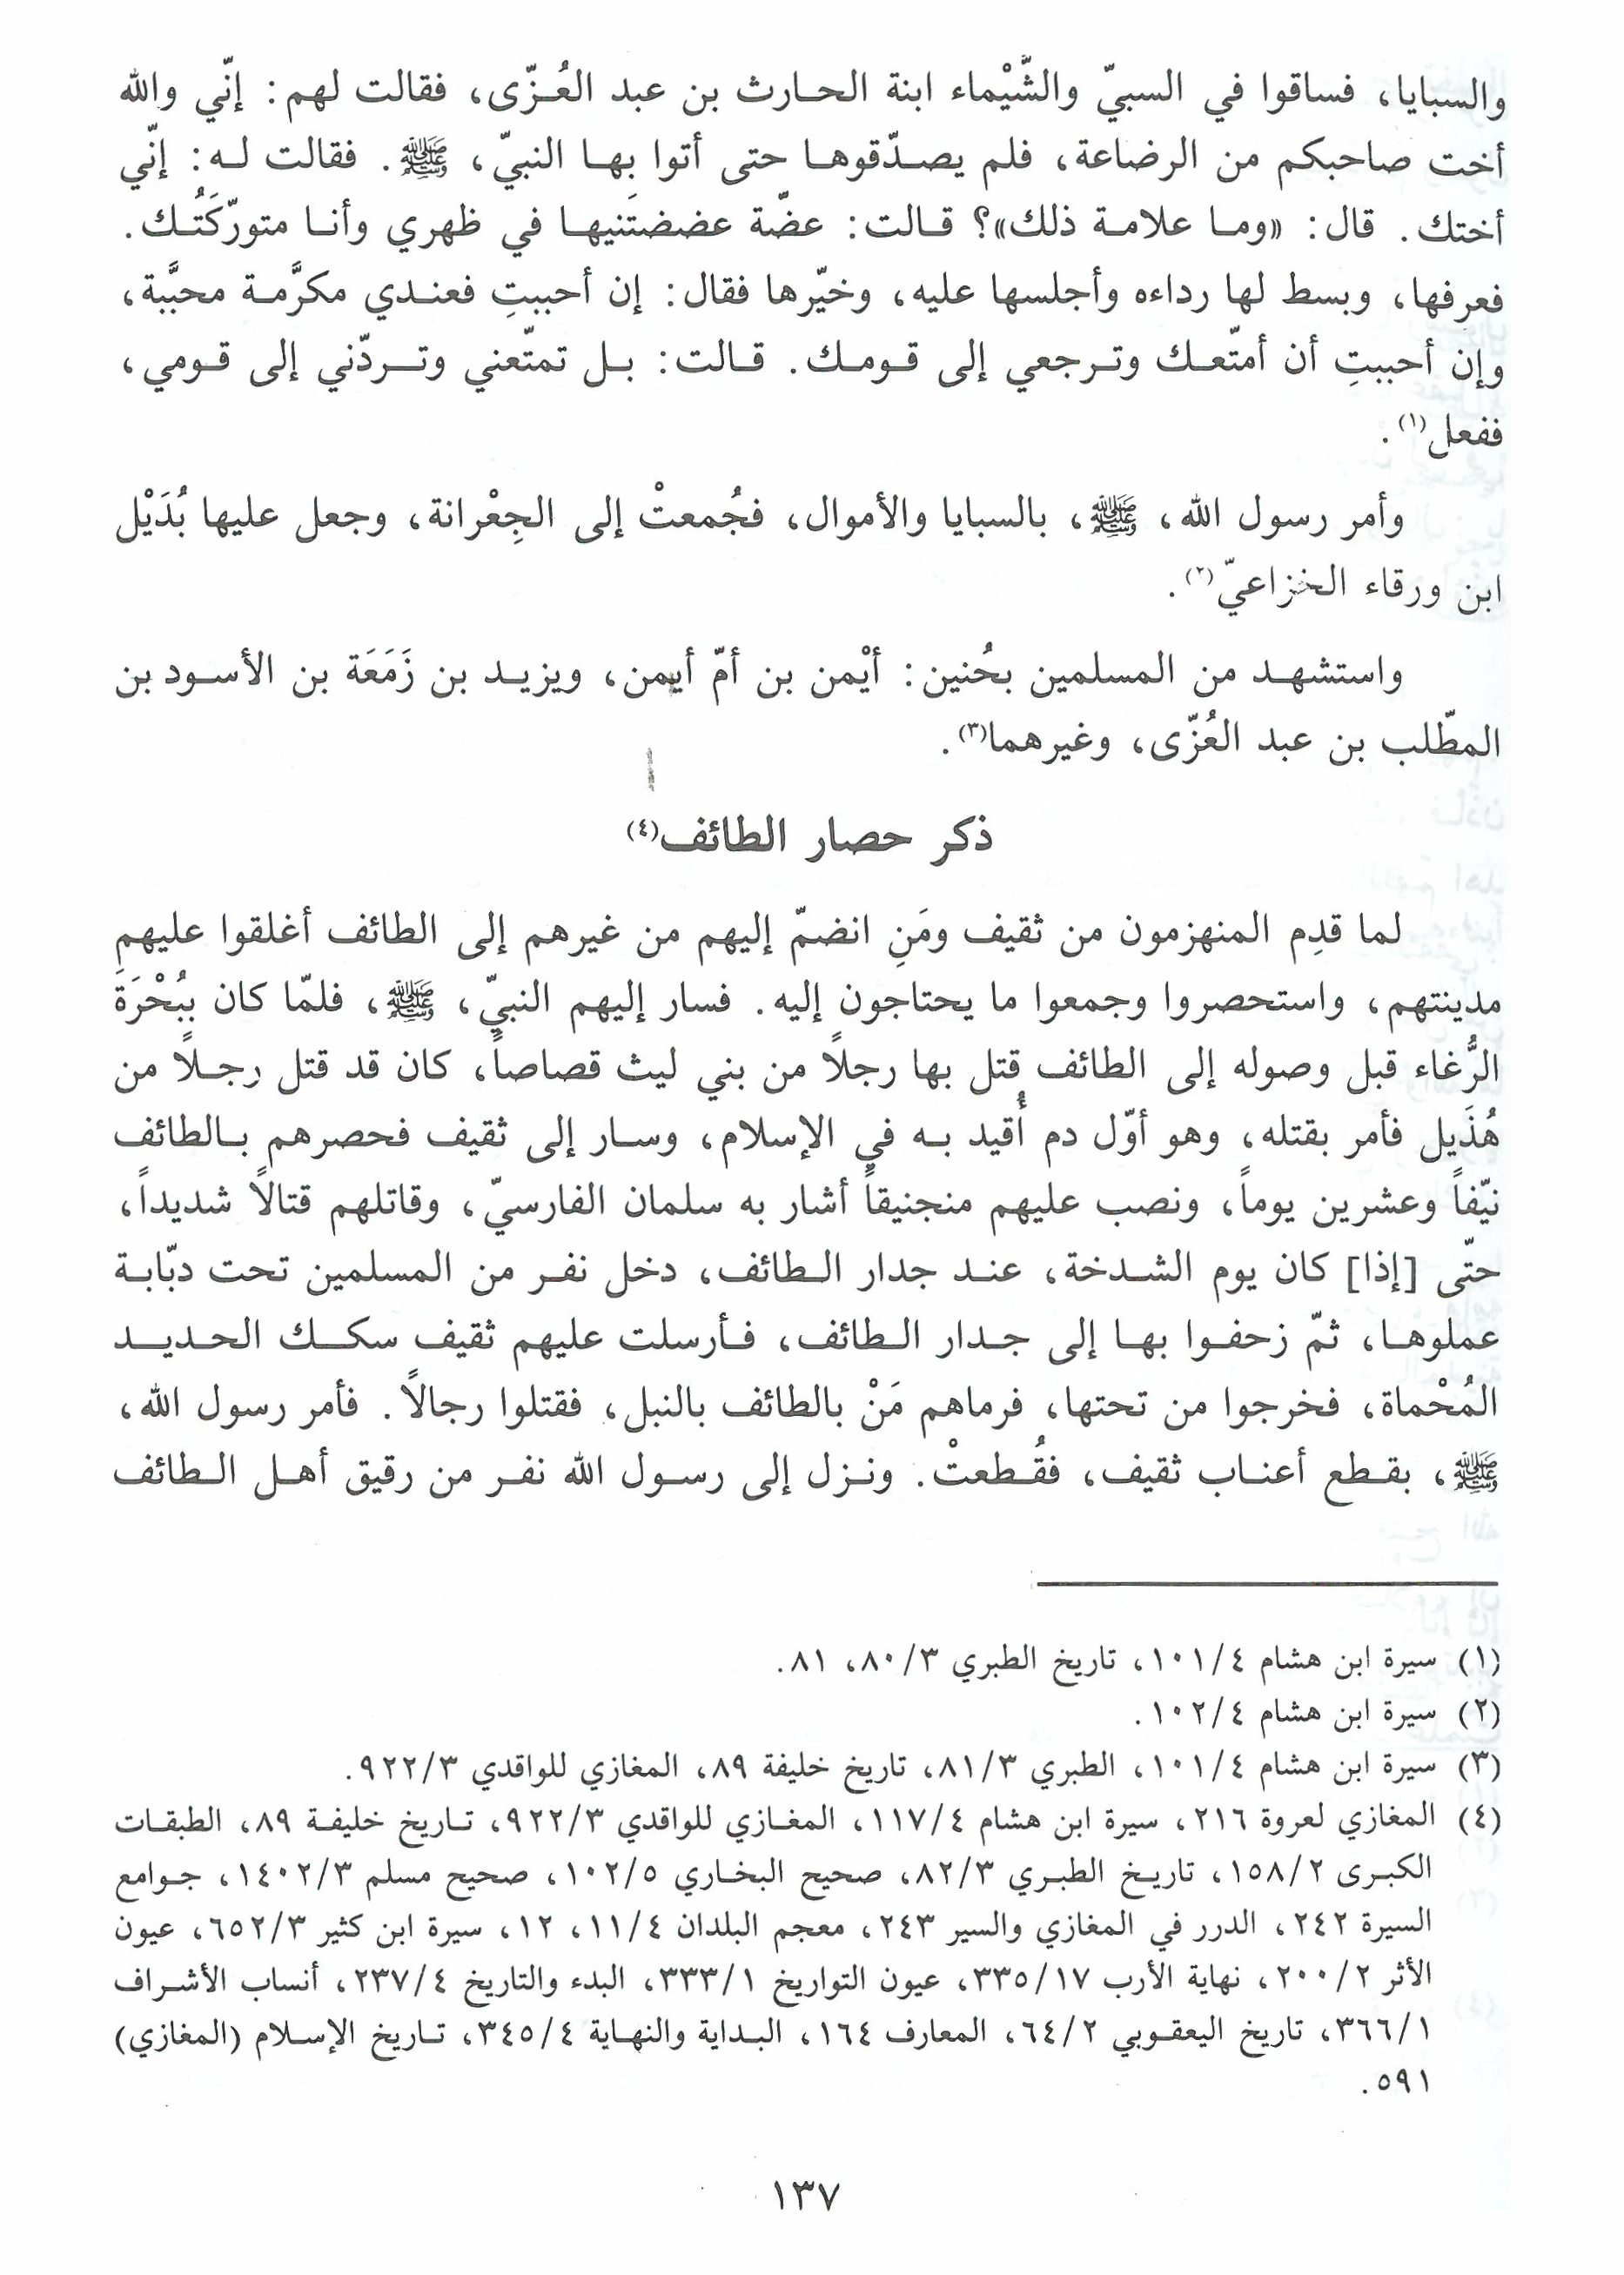 والسبايا، فساقوا في السبيّ والشّيْماء ابنة الحارث بن عبد العُزّى، فقالت لهم: إنّي والله
أخت صاحبكم من الرضاعة، فلم يصدّقوها حتى أتوا بها النبيّ، ﷺ. فقالت له: إنّي
أختك. قال: «وما علامة ذلك»؟ قالت: عضّة عضضتَنيها في ظهري وأنا متورّكَتُك.
فعرفها، وبسط لها رداءه وأجلسها عليه، وخيّرها فقال: إن أحببتِ فعندي مكرَّمة محبَّبة،
وإن أحببتِ أن أمتّعك وترجعي إلى قومك. قالت: بل تمتّعني وتردّني إلى قومي،
ففعل(١).
وأمر رسول الله، ﷺ، بالسبايا والأموال، فجُمعتْ إلى الجِعْرانة، وجعل عليها بُدَيْل
ابن ورقاء الخزاعيّ(٢).
واستشهد من المسلمين بحُنين: أيْمن بن أمّ أيمن، ويزيد بن زَمَعَة بن الأسود بن
المطّلب بن عبد العُزّى، وغيرهما(٣).
ذكر حصار الطائف(٤)
لما قدِم المنهزمون من ثقيف ومَنِ انضمّ إليهم من غيرهم إلى الطائف أغلقوا عليهم
مدينتهم، واستحصروا وجمعوا ما يحتاجون إليه. فسار إليهم النبيّ، ﷺ، فلمّا كان ببُحْرَةَ
الرُّغاء قبل وصوله إلى الطائف قتل بها رجلاً من بني ليث قصاصاً، كان قد قتل رجلاً من
هُذَيل فأمر بقتله، وهو أوّل دم أُقيد به في الإسلام، وسار إلى ثقيف فحصرهم بالطائف
نيّفاً وعشرين يوماً، ونصب عليهم منجنيقاً أشار به سلمان الفارسيّ، وقاتلهم قتالاً شديداً،
حتّى [إذا] كان يوم الشدخة، عند جدار الطائف، دخل نفر من المسلمين تحت دبّابة
عملوها، ثمّ زحفوا بها إلى جدار الطائف، فأرسلت عليهم ثقيف سكك الحديد
المُحْماة، فخرجوا من تحتها، فرماهم مَنْ بالطائف بالنبل، فقتلوا رجالاً. فأمر رسول الله،
ﷺ، بقطع أعناب ثقيف، فقُطعتْ. ونزل إلى رسول الله نفر من رقيق أهل الطائف
(١) سيرة ابن هشام ١٠١/٤، تاريخ الطبري ٨٠/٣، ٨١.
(٢) سيرة ابن هشام ١٠٢/٤.
(٣) سيرة ابن هشام ١٠١/٤، الطبري ٨١/٣، تاريخ خليفة ٨٩، المغازي للواقدي ٩٢٢/٣.
(٤) المغازي لعروة ٢١٦، سيرة ابن هشام ١١٧/٤، المغازي للواقدي ٩٢٢/٣، تاريخ خليفة ٨٩، الطبقات
الكبرى ١٥٨/٢، تاريخ الطبري ٨٢/٣، صحيح البخاري ١٠٢/٥، صحيح مسلم ١٤٠٢/٣، جوامع
السيرة ٢٤٢، الدرر في المغازي والسير ٢٤٣، معجم البلدان ١١/٤، ١٢، سيرة ابن كثير ٦٥٢/٣، عيون
الأثر ٢٠٠/٢، نهاية الأرب ٣٣٥/١٧، عيون التواريخ ٣٣٣/١، البدء والتاريخ ٢٣٧/٤، أنساب الأشراف
٣٦٦/١، تاريخ اليعقوبي ٦٤/٢، المعارف ١٦٤، البداية والنهاية ٣٤٥/٤، تاريخ الإسلام (المغازي)
٥٩١.
١٣٧